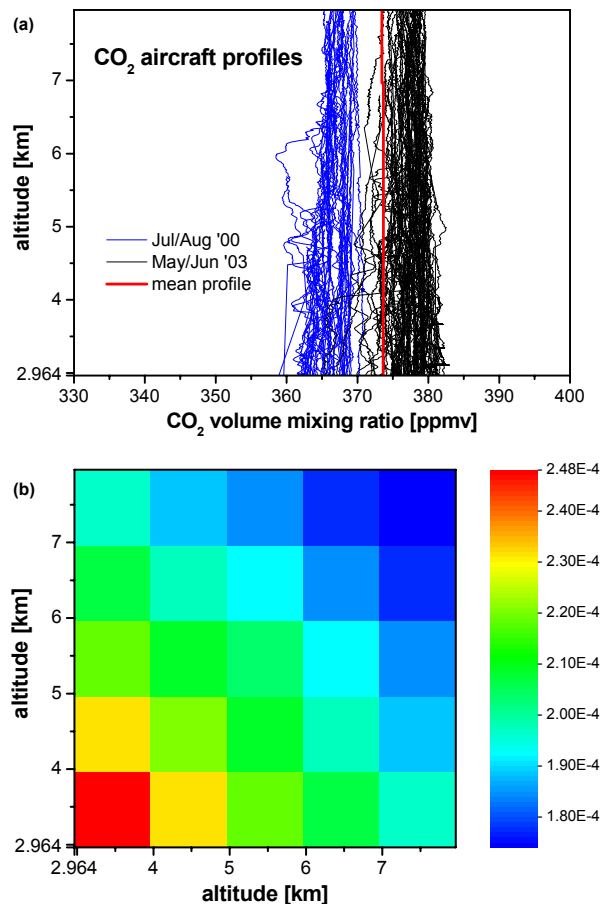 (a)
CO2 aircraft profiles
7
6
5
4
2.964
altitude [km]
Jul/Aug '00
May/Jun '03
mean profile
330 340 350 360 370 380 390 400
CO2 volume mixing ratio [ppmv]
(b)
7
6
5
4
2.964
altitude [km]
2.964 4 5 6 7
altitude [km]
2.48E-4
2.30E-4
2.20E-4
2.10E-4
2.00E-4
1.90E-4
1.80E-4